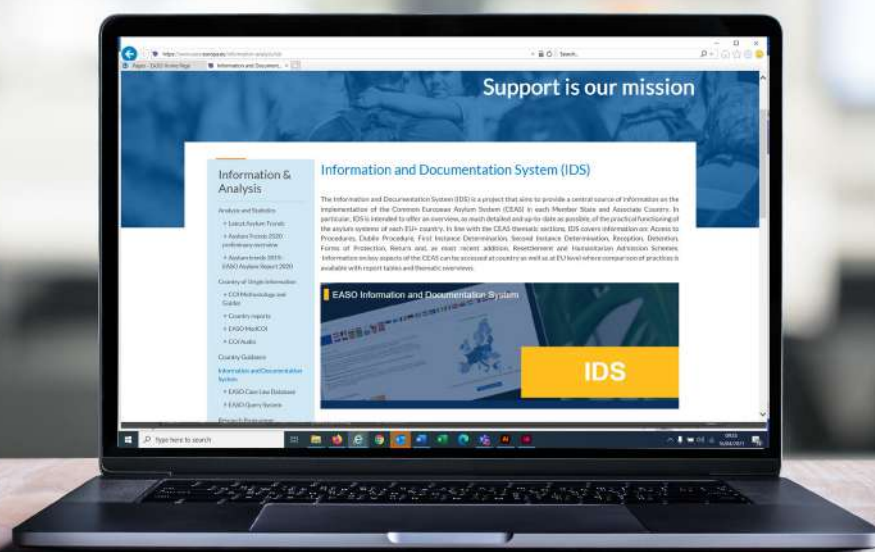 Search...
Pages - EASO Home Page
Information and Document...
Support is our mission
Information &
Analysis
Analysis and Statistics
+ Latest Asylum Trends
+ Asylum Trends 2020
preliminary overview
+ Asylum trends 2019 -
EASO Asylum Report 2020
Country of Origin Information
+ COI Methodology and
Guides
+ Country reports
+ EASO MedCOI
+ COI Audio
Country Guidance
Information and Documentation
System
+ EASO Case Law Database
+ EASO Query System
Research Programme
Information and Documentation System (IDS)
The Information and Documentation System (IDS) is a project that aims to provide a central source of information on the
implementation of the Common European Asylum System (CEAS) in each Member State and Associate Country. In
particular, IDS is intended to offer an overview, as much detailed and up-to-date as possible, of the practical functioning of
the asylum systems of each EU+ country. In line with the CEAS thematic sections, IDS covers information on: Access to
Procedures, Dublin Procedure, First Instance Determination, Second Instance Determination, Reception, Detention,
Forms of Protection, Return and, as most recent addition, Resettlement and Humanitarian Admission Schemes.
Information on key aspects of the CEAS can be accessed at country as well as at EU level where comparison of practices is
available with report tables and thematic overviews.
EASO Information and Documentation System
IDS
Type here to search